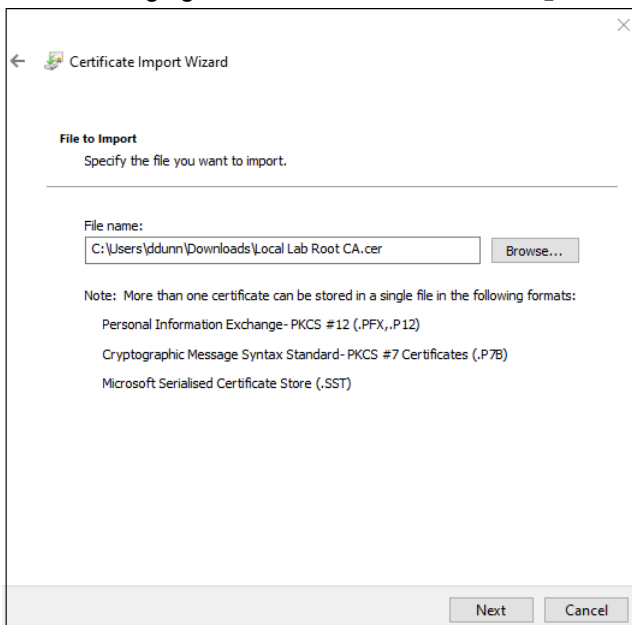 Certificate Import Wizard
File to Import
Specify the file you want to import.
File name:
C:\Users\ddunn\Downloads\Local Lab Root CA.cer
Browse...
Note: More than one certificate can be stored in a single file in the following formats:
Personal Information Exchange- PKCS #12 (.PFX,.P12)
Cryptographic Message Syntax Standard- PKCS #7 Certificates (.P7B)
Microsoft Serialised Certificate Store (.SST)
Next Cancel